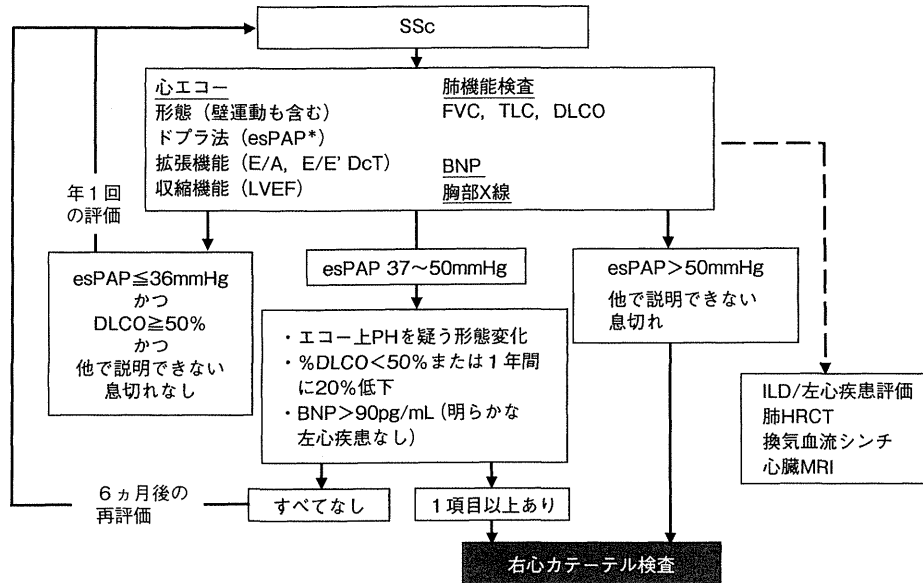 SSc
心エコー
形態（壁運動も含む）
ドプラ法（esPAP*）
拡張機能（E/A, E/E' DcT）
収縮機能（LVEF）
肺機能検査
FVC, TLC, DLCO
BNP
胸部X線
年1回
の評価
esPAP≦36mmHg
かつ
DLCO≧50%
かつ
他で説明できない
息切れなし
esPAP 37～50mmHg
・エコー上PHを疑う形態変化
・%DLCO＜50%または1年間
に20%低下
・BNP＞90pg/mL（明らかな
左心疾患なし）
esPAP＞50mmHg
他で説明できない
息切れ
ILD/左心疾患評価
肺HRCT
換気血流シンチ
心臓MRI
6ヵ月後の
再評価
すべてなし
1項目以上あり
右心カテーテル検査